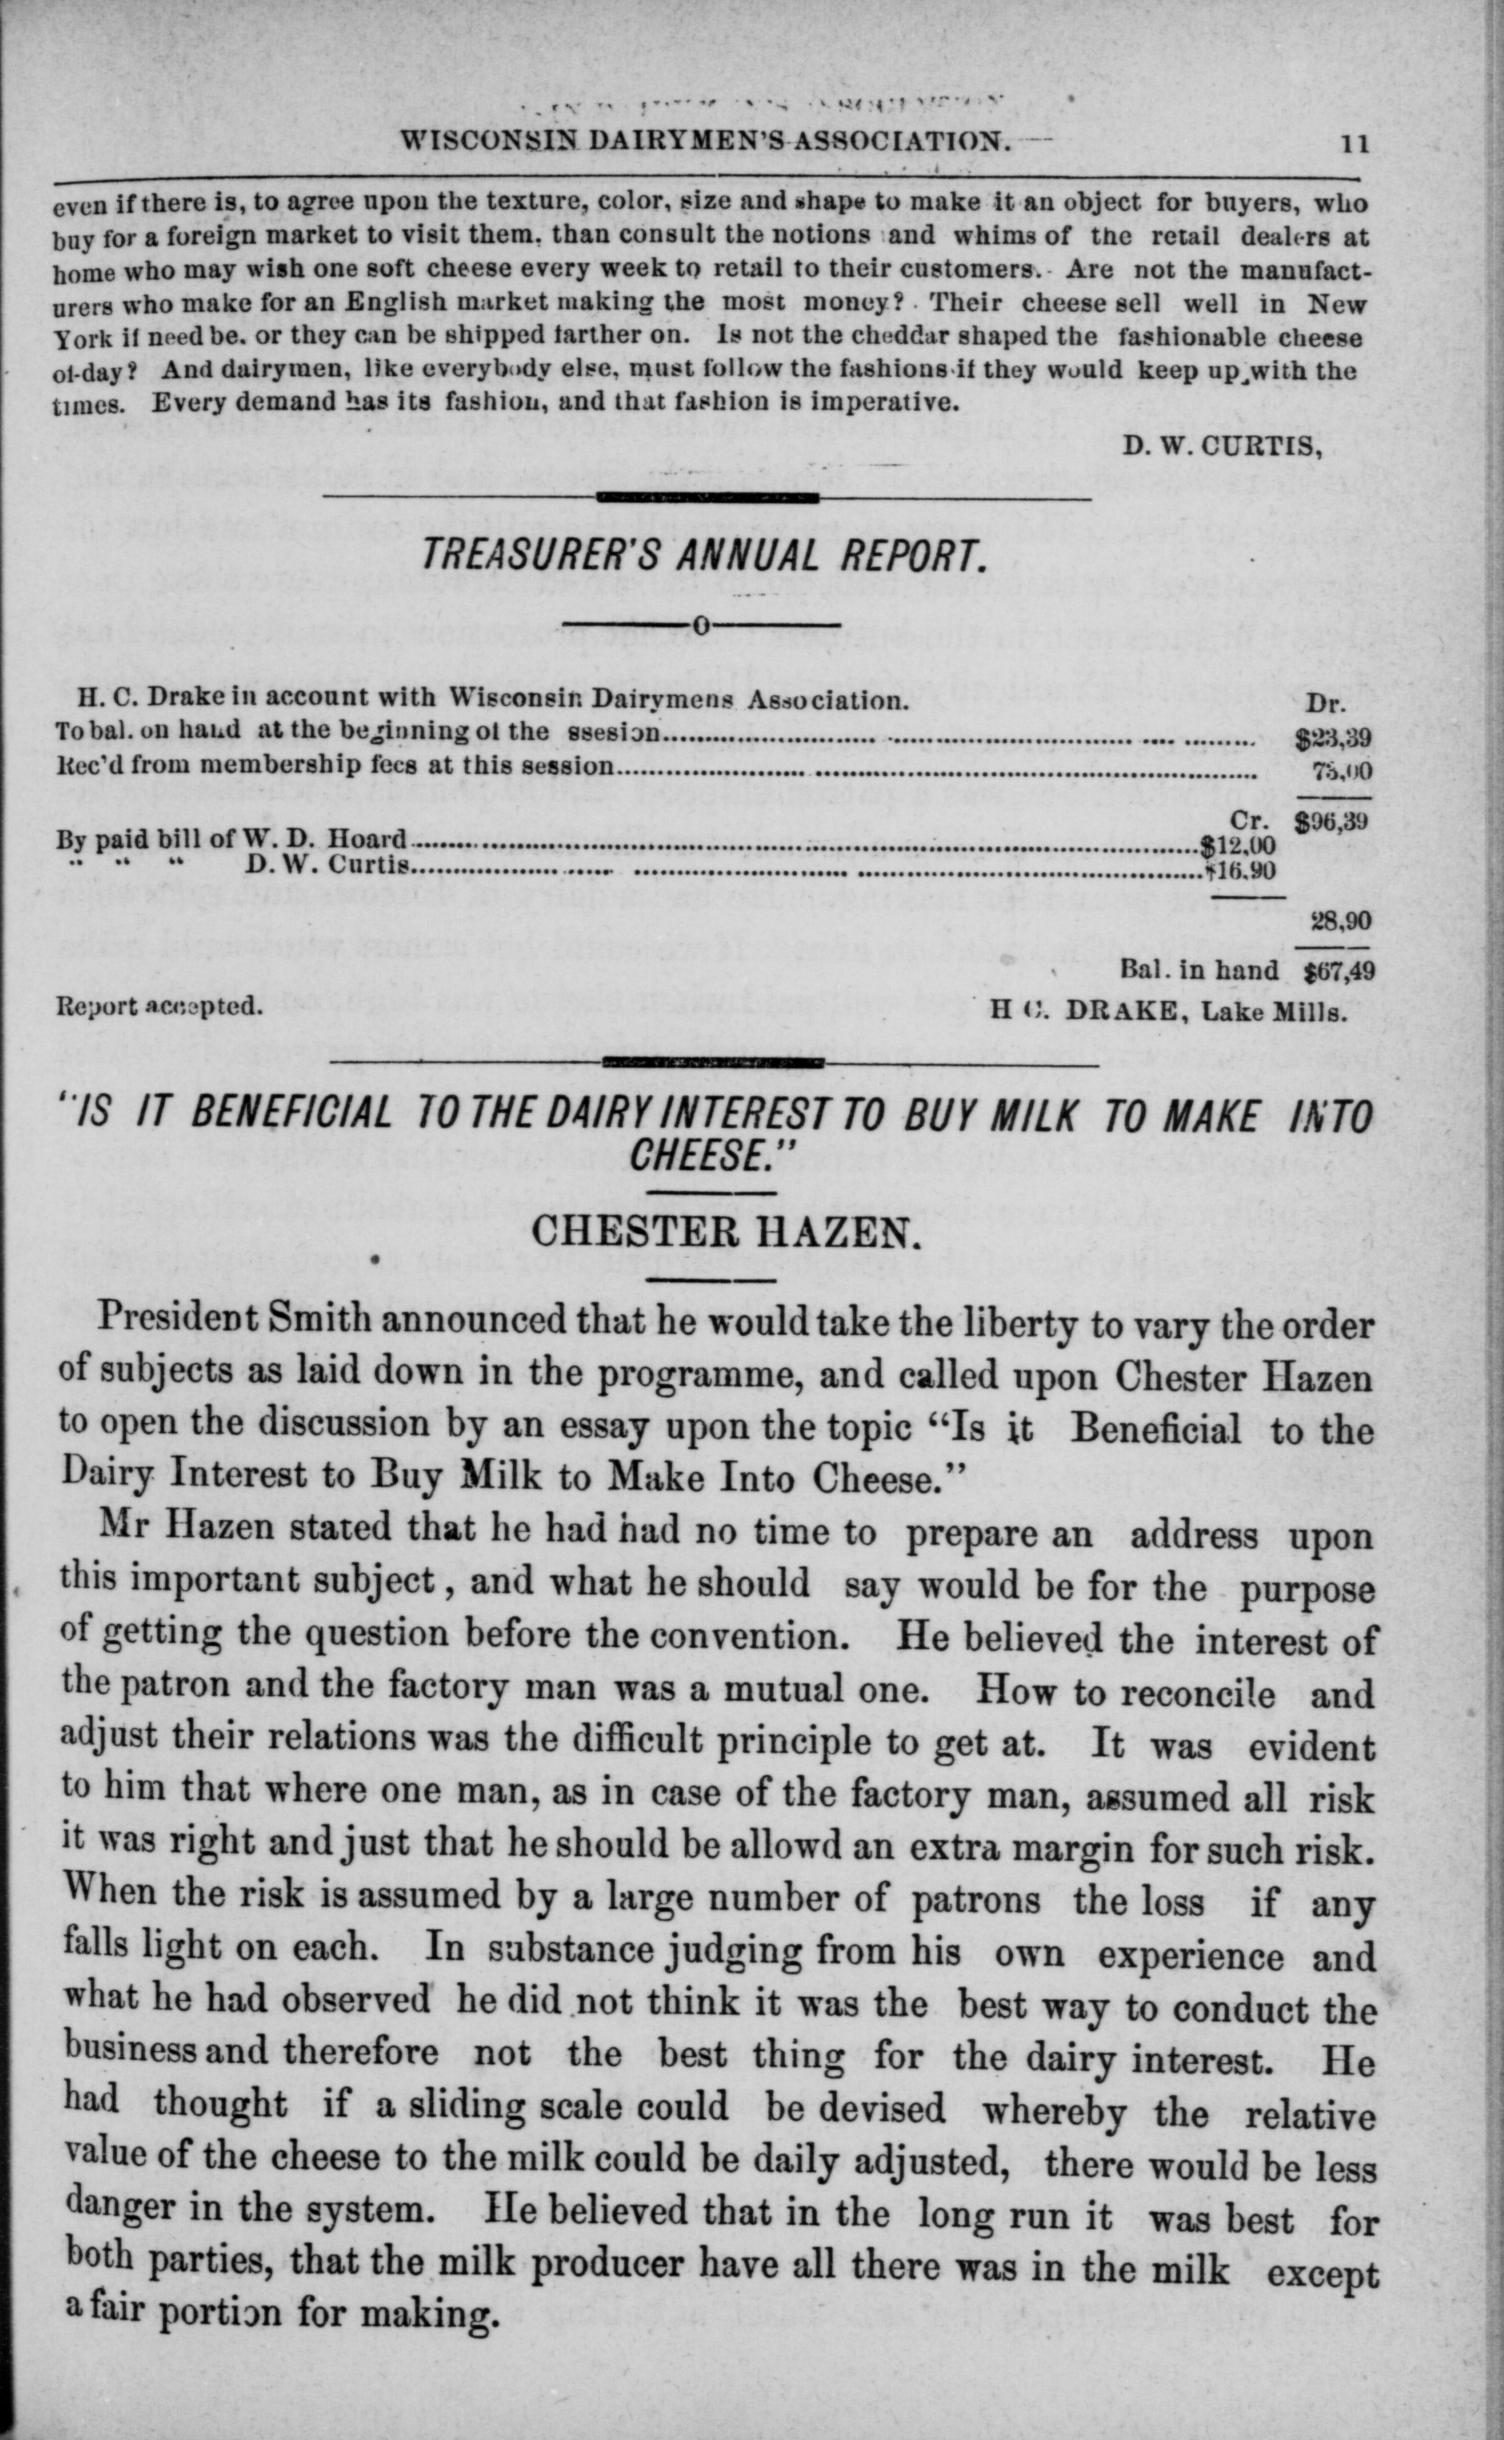 WISCONSIN DAIRYMEN'S ASSOCIATION. 11
even if there is, to agree upon the texture, color, size and shape to make it an object for buyers, who
buy for a foreign market to visit them, than consult the notions and whims of the retail dealers at
home who may wish one soft cheese every week to retail to their customers. Are not the manufact-
urers who make for an English market making the most money? Their cheese sell well in New
York if need be. or they can be shipped farther on. Is not the cheddar shaped the fashionable cheese
of-day? And dairymen, like everybody else, must follow the fashions if they would keep up with the
times. Every demand has its fashion, and that fashion is imperative.
D. W. CURTIS,
TREASURER'S ANNUAL REPORT.
H. C. Drake in account with Wisconsin Dairymens Association. Dr.
To bal. on hand at the beginning of the ssesion $23,39
Rec'd from membership fees at this session 73,00
Cr. $96,39
By paid bill of W. D. Hoard $12,00
" " " D. W. Curtis 16.90
28,90
Bal. in hand $67,49
Report accepted. H C. DRAKE, Lake Mills.
"IS IT BENEFICIAL TO THE DAIRY INTEREST TO BUY MILK TO MAKE INTO
CHEESE."
CHESTER HAZEN.
President Smith announced that he would take the liberty to vary the order
of subjects as laid down in the programme, and called upon Chester Hazen
to open the discussion by an essay upon the topic "Is it Beneficial to the
Dairy Interest to Buy Milk to Make Into Cheese."
Mr Hazen stated that he had had no time to prepare an address upon
this important subject, and what he should say would be for the purpose
of getting the question before the convention. He believed the interest of
the patron and the factory man was a mutual one. How to reconcile and
adjust their relations was the difficult principle to get at. It was evident
to him that where one man, as in case of the factory man, assumed all risk
it was right and just that he should be allowd an extra margin for such risk.
When the risk is assumed by a large number of patrons the loss if any
falls light on each. In substance judging from his own experience and
what he had observed he did not think it was the best way to conduct the
business and therefore not the best thing for the dairy interest. He
had thought if a sliding scale could be devised whereby the relative
value of the cheese to the milk could be daily adjusted, there would be less
danger in the system. He believed that in the long run it was best for
both parties, that the milk producer have all there was in the milk except
a fair portion for making.